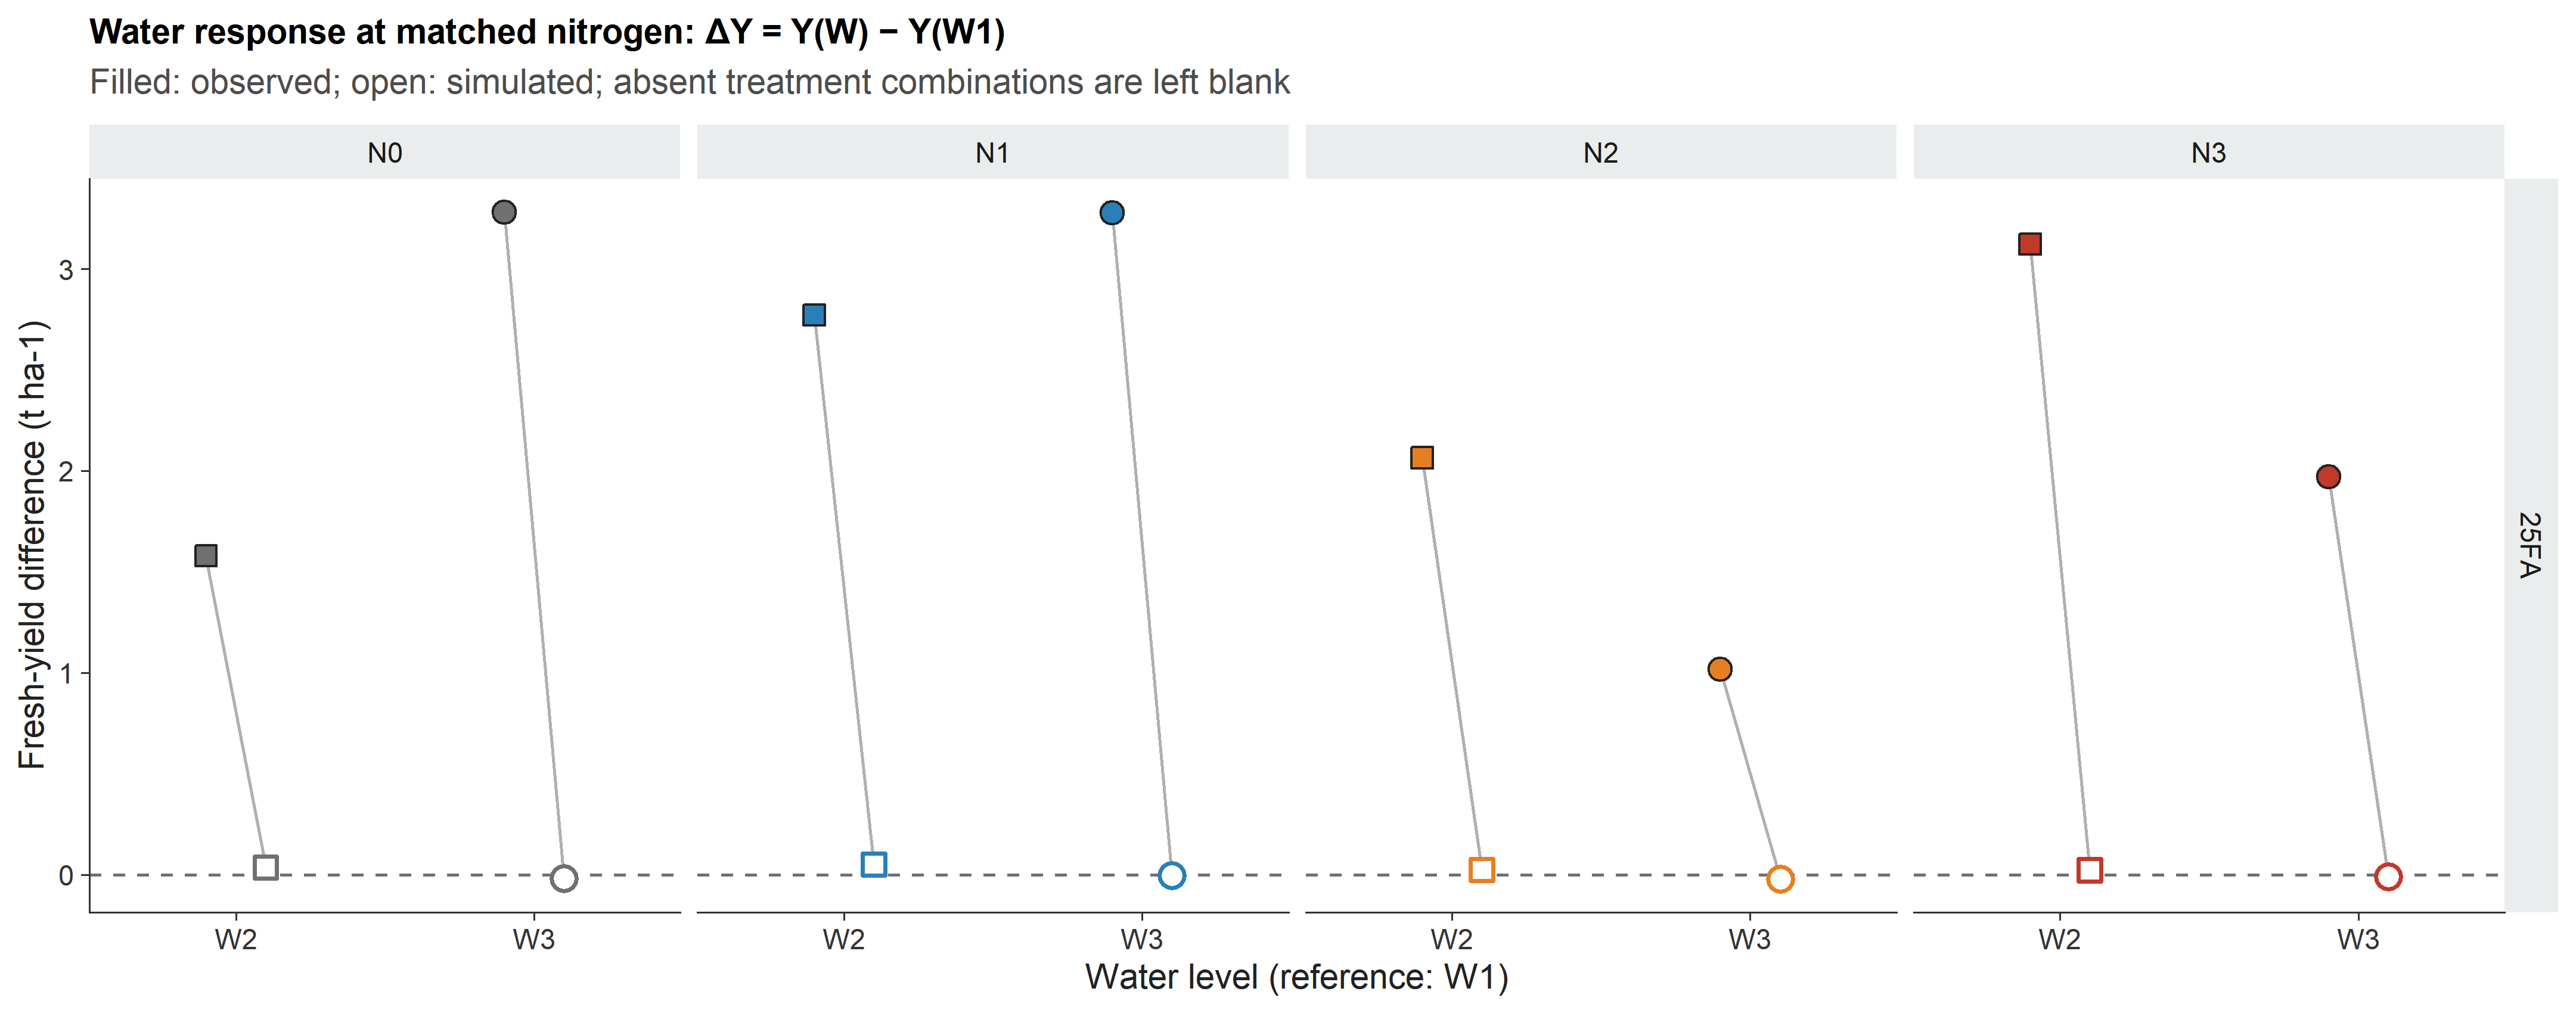 Water response at matched nitrogen: ΔY = Y(W) − Y(W1)
Filled: observed; open: simulated; absent treatment combinations are left blank
N0
N1
N2
N3
3
2
1
0
Fresh-yield difference (t ha-1)
25FA
W2
W3
W2
W3
W2
W3
W2
W3
Water level (reference: W1)